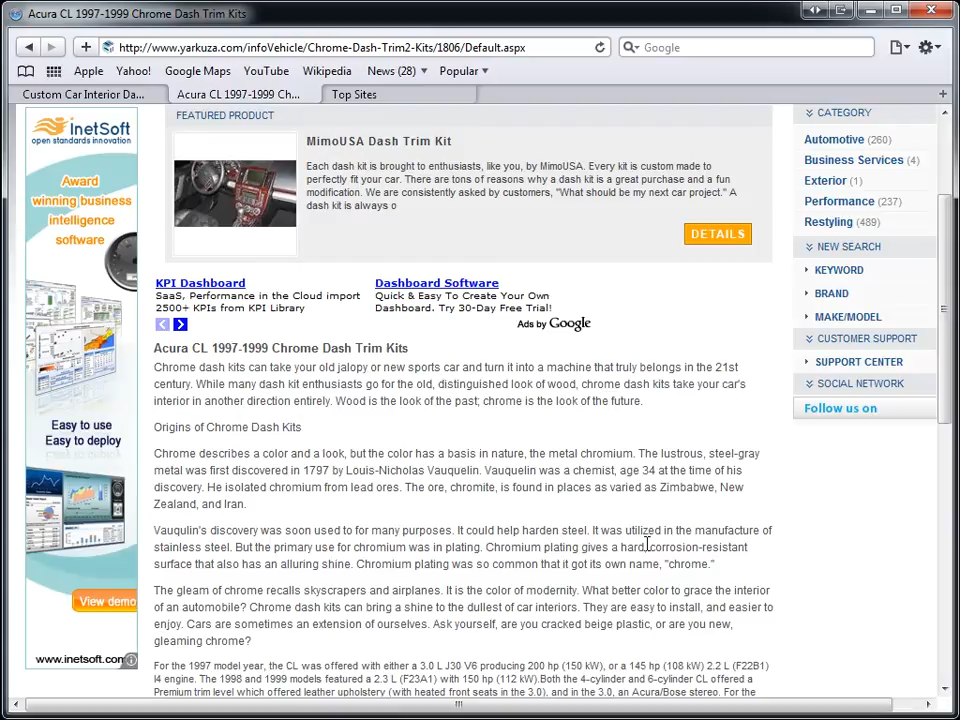 Acura CL 1997-1999 Chrome Dash Trim Kits
http://www.yarkuza.com/infoVehicle/Chrome-Dash-Trim2-Kits/1806/Default.aspx
Google
Apple Yahoo! Google Maps YouTube Wikipedia News (28) Popular
Custom Car Interior Da...
Acura CL 1997-1999 Ch...
Top Sites
InetSoft
open standards innovation
Award
winning business
intelligence
software
Easy to use
Easy to deploy
View demo
www.inetsoft.com
FEATURED PRODUCT
MimoUSA Dash Trim Kit
Each dash kit is brought to enthusiasts, like you, by MimoUSA. Every kit is custom made to
perfectly fit your car. There are tons of reasons why a dash kit is a great purchase and a fun
modification. We are consistently asked by customers, "What should be my next car project." A
dash kit is always o
DETAILS
KPI Dashboard
SaaS, Performance in the Cloud import
2500+ KPIs from KPI Library
Dashboard Software
Quick & Easy To Create Your Own
Dashboard. Try 30-Day Free Trial!
Ads by Google
Acura CL 1997-1999 Chrome Dash Trim Kits
Chrome dash kits can take your old jalopy or new sports car and turn it into a machine that truly belongs in the 21st
century. While many dash kit enthusiasts go for the old, distinguished look of wood, chrome dash kits take your car's
interior in another direction entirely. Wood is the look of the past; chrome is the look of the future.
Origins of Chrome Dash Kits
Chrome describes a color and a look, but the color has a basis in nature, the metal chromium. The lustrous, steel-gray
metal was first discovered in 1797 by Louis-Nicholas Vauquelin. Vauquelin was a chemist, age 34 at the time of his
discovery. He isolated chromium from lead ores. The ore, chromite, is found in places as varied as Zimbabwe, New
Zealand, and Iran.
Vauqulin's discovery was soon used to for many purposes. It could help harden steel. It was utilized in the manufacture of
stainless steel. But the primary use for chromium was in plating. Chromium plating gives a hard, corrosion-resistant
surface that also has an alluring shine. Chromium plating was so common that it got its own name, "chrome."
The gleam of chrome recalls skyscrapers and airplanes. It is the color of modernity. What better color to grace the interior
of an automobile? Chrome dash kits can bring a shine to the dullest of car interiors. They are easy to install, and easier to
enjoy. Cars are sometimes an extension of ourselves. Ask yourself, are you cracked beige plastic, or are you new,
gleaming chrome?
For the 1997 model year, the CL was offered with either a 3.0 L J30 V6 producing 200 hp (150 kW), or a 145 hp (108 kW) 2.2 L (F22B1)
I4 engine. The 1998 and 1999 models featured a 2.3 L (F23A1) with 150 hp (112 kW).Both the 4-cylinder and 6-cylinder CL offered a
Premium trim level which offered leather upholstery (with heated front seats in the 3.0), and in the 3.0, an Acura/Bose stereo. For the
CATEGORY
Automotive (260)
Business Services (4)
Exterior (1)
Performance (237)
Restyling (489)
NEW SEARCH
KEYWORD
BRAND
MAKE/MODEL
CUSTOMER SUPPORT
SUPPORT CENTER
SOCIAL NETWORK
Follow us on